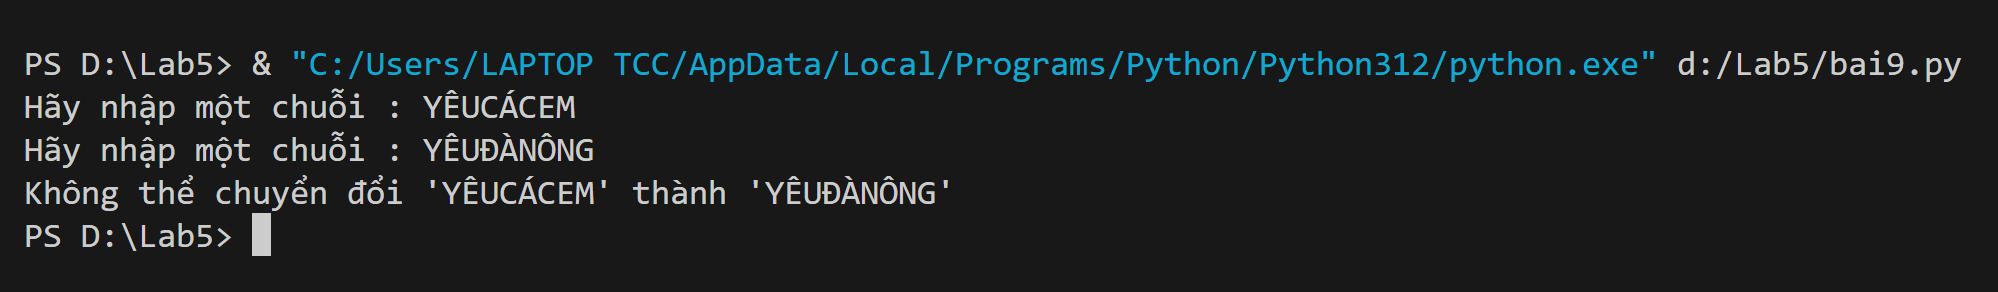 PS D:\Lab5> & "C:/Users/LAPTOP TCC/AppData/Local/Programs/Python/Python312/python.exe" d:/Lab5/bai9.py
Hãy nhập một chuỗi : YÊUCÁCEM
Hãy nhập một chuỗi : YÊUĐÀNÔNG
Không thể chuyển đổi 'YÊUCÁCEM' thành 'YÊUĐÀNÔNG'
PS D:\Lab5>